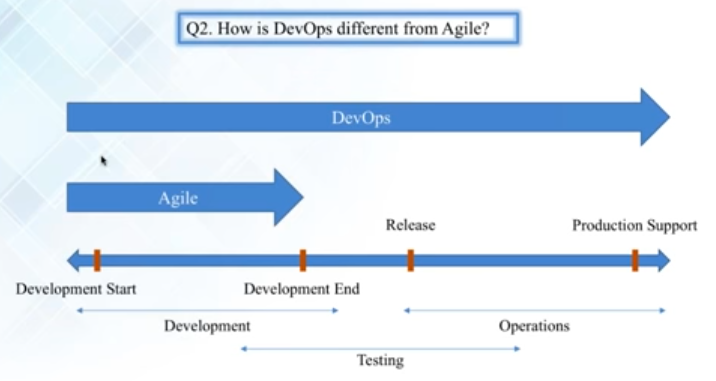 Q2. How is DevOps different from Agile?
DevOps
Agile
Release
Production Support
Development Start
Development End
Development
Operations
Testing